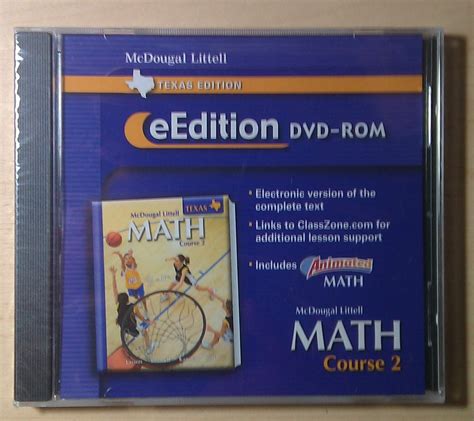 McDougal Littell
TEXAS EDITION
eEdition DVD-ROM
• Electronic version of the
complete text
• Links to ClassZone.com for
additional lesson support
• Includes Animated
MATH
McDougal Littell
TEXAS
MATH
Course 2
Larson
McDougal Littell
MATH
Course 2